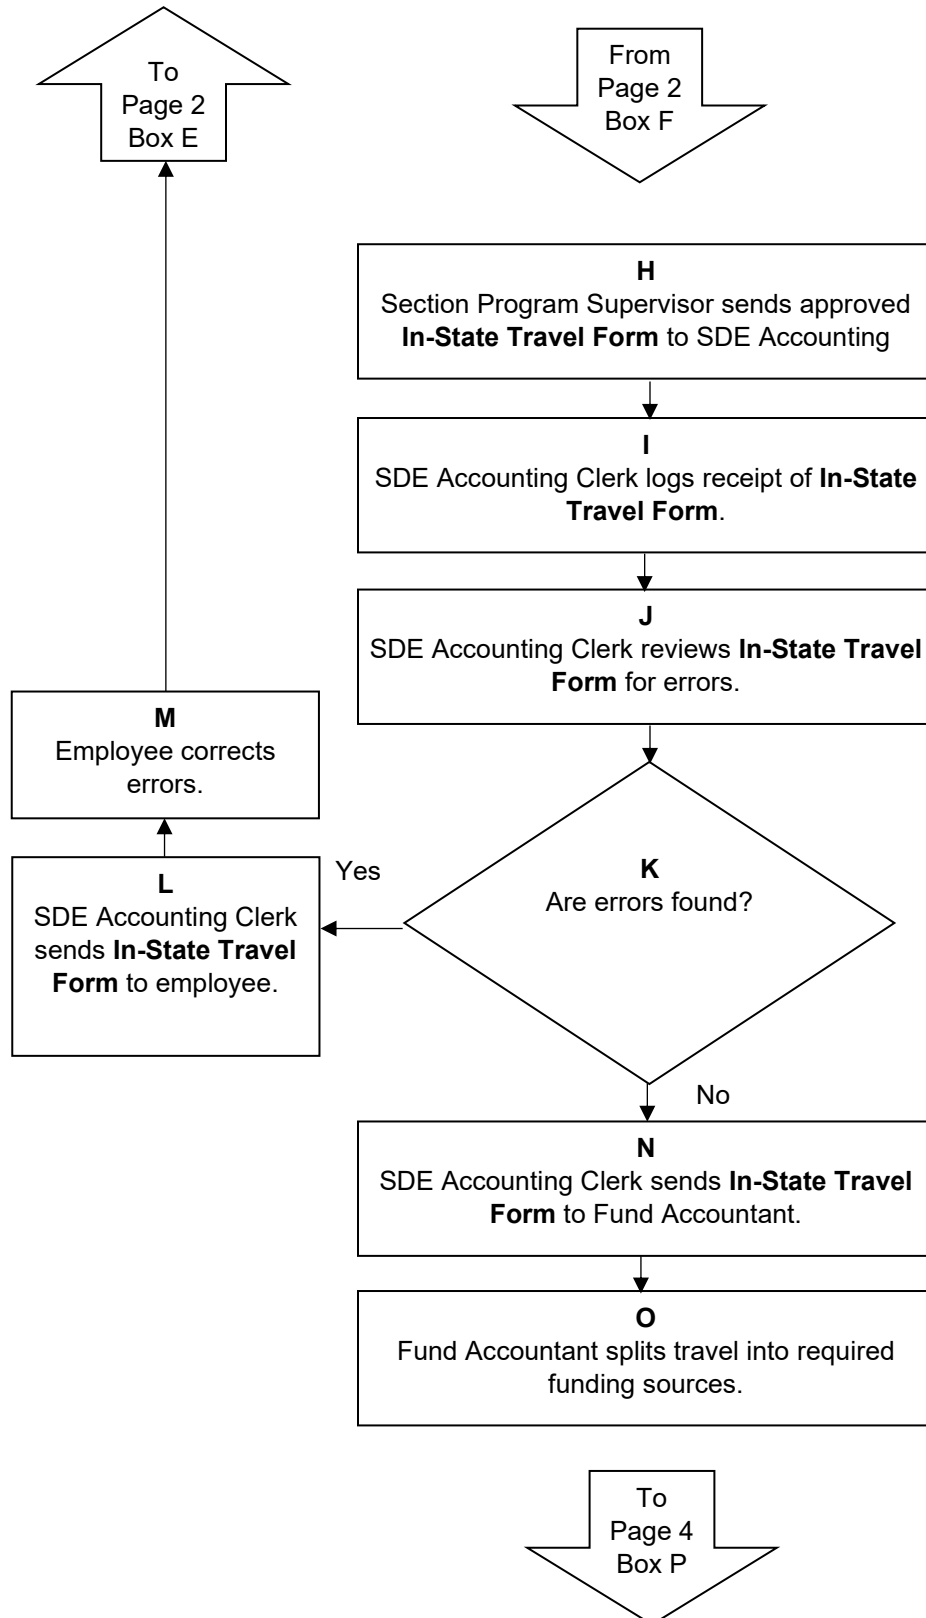 To
Page 2
Box E
From
Page 2
Box F
H
Section Program Supervisor sends approved
In-State Travel Form to SDE Accounting
I
SDE Accounting Clerk logs receipt of In-State
Travel Form.
J
SDE Accounting Clerk reviews In-State Travel
Form for errors.
M
Employee corrects
errors.
K
Are errors found?
Yes
L
SDE Accounting Clerk
sends In-State Travel
Form to employee.
No
N
SDE Accounting Clerk sends In-State Travel
Form to Fund Accountant.
O
Fund Accountant splits travel into required
funding sources.
To
Page 4
Box P